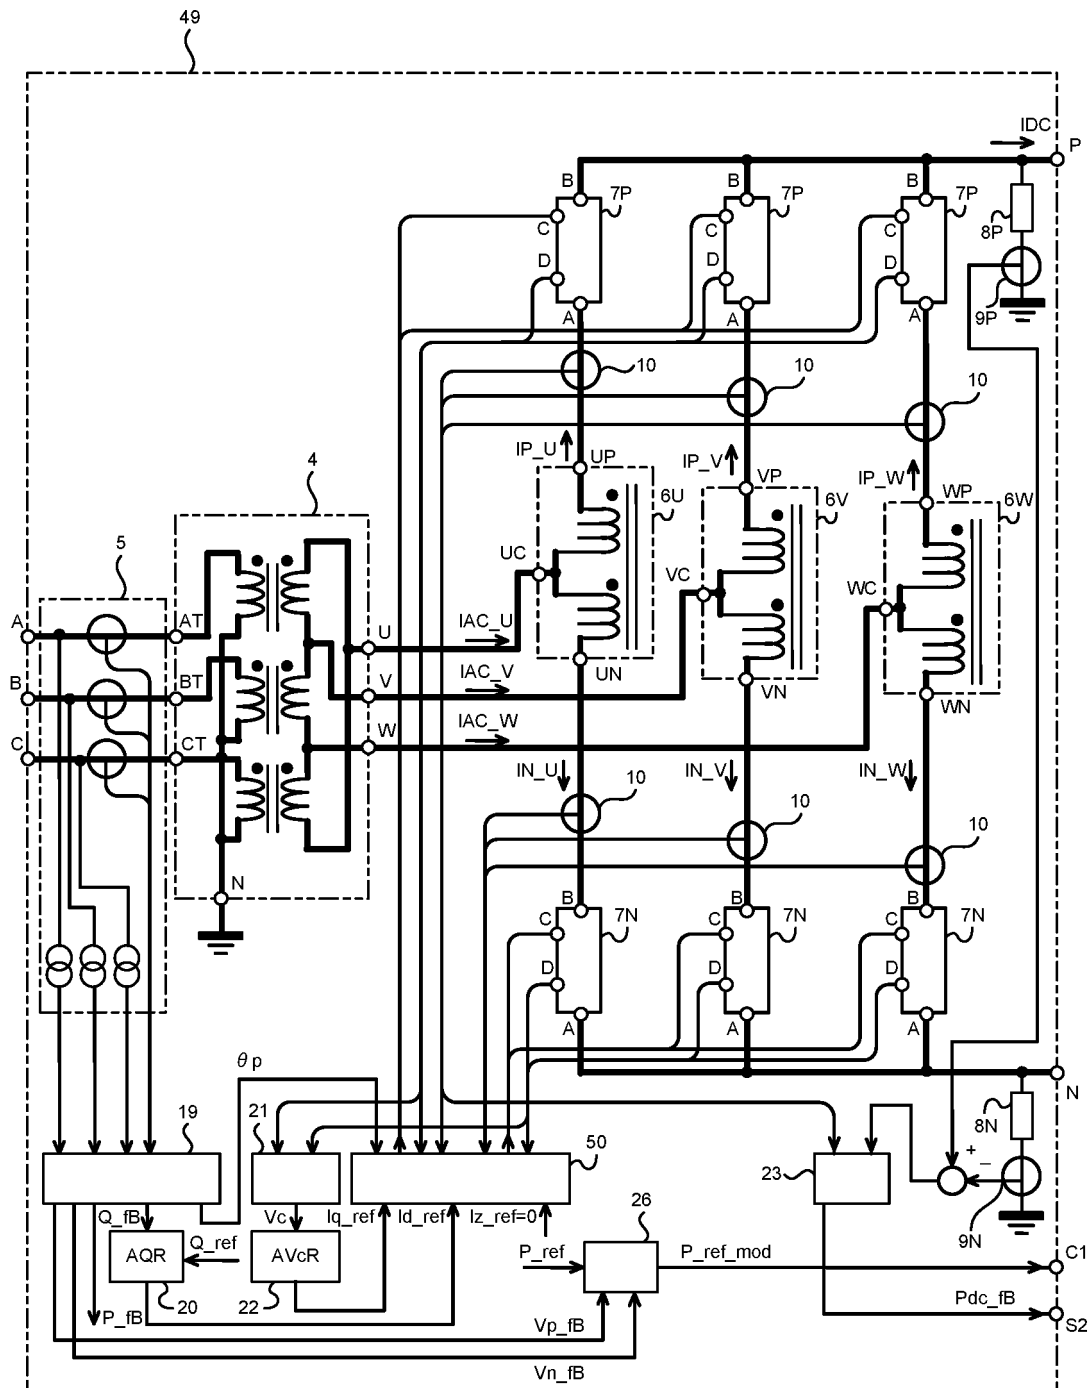 49
IDC
P
B
7P
B
7P
B
7P
C
C
C
8P
D
D
D
9P
A
A
A
10
10
10
IP_U
UP
IP_V
VP
IP_W
WP
4
6U
6V
6W
5
UC
VC
WC
A
AT
U
IAC_U
UN
B
BT
V
IAC_V
VN
C
CT
W
IAC_W
WN
IN_U
IN_V
IN_W
10
10
10
N
B
7N
B
7N
B
7N
C
C
C
D
D
D
A
A
A
θp
N
19
21
50
23
8N
+
−
9N
Q_fB
Vc
Iq_ref
Id_ref
Iz_ref=0
26
AQR
Q_ref
AVcR
P_ref
P_ref_mod
C1
20
22
P_fB
Vp_fB
Pdc_fB
S2
Vn_fB